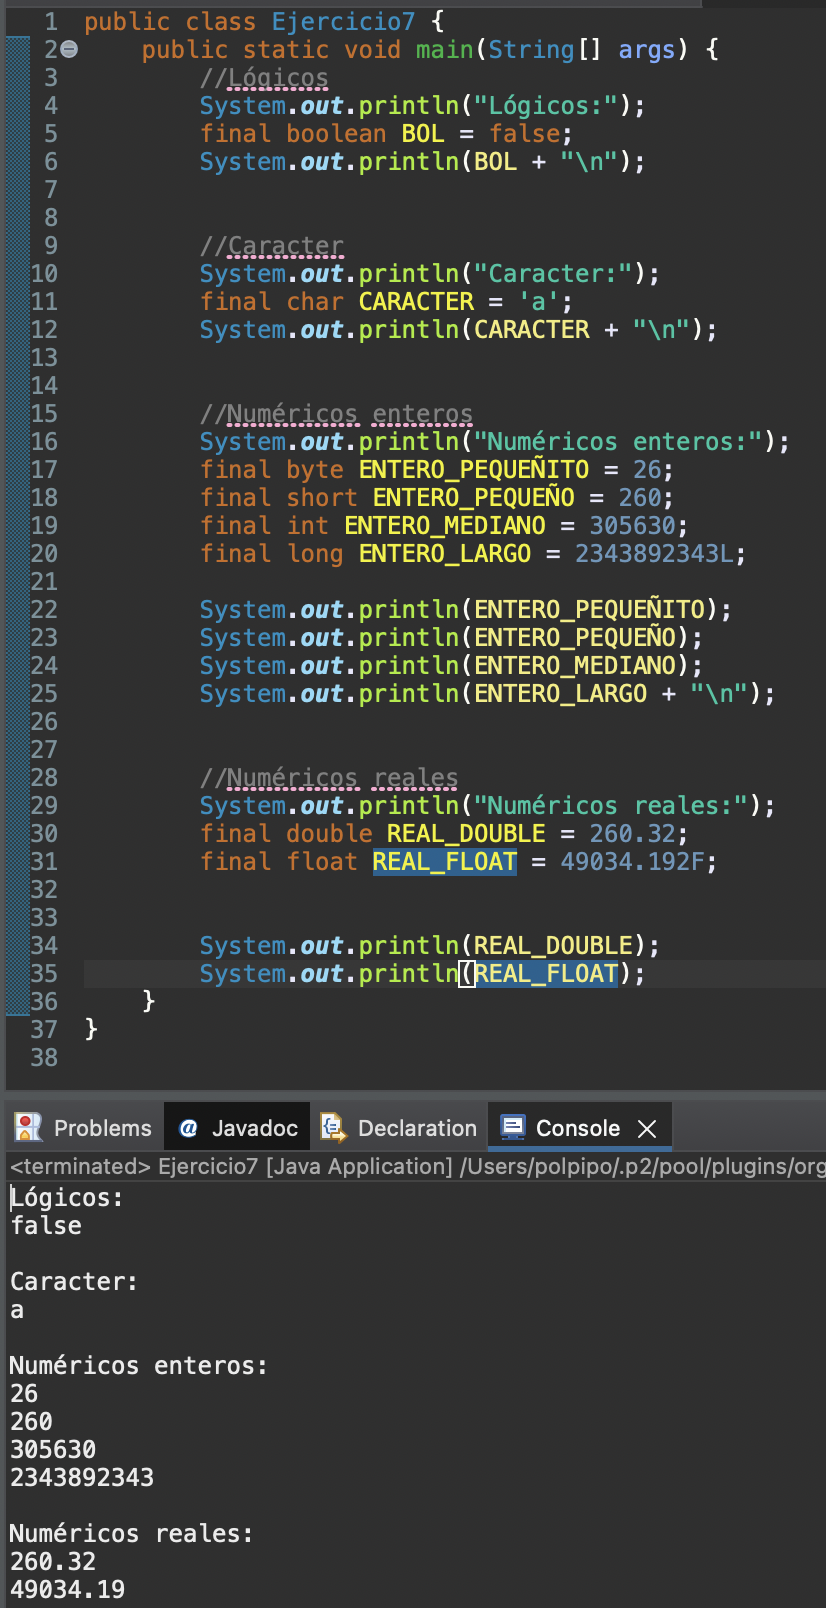 1 public class Ejercicio7 {
2 public static void main(String[] args) {
3 //Lógicos
4 System.out.println("Lógicos:");
5 final boolean BOL = false;
6 System.out.println(BOL + "\n");
7
8
9 //Caracter
10 System.out.println("Caracter:");
11 final char CARACTER = 'a';
12 System.out.println(CARACTER + "\n");
13
14
15 //Numéricos enteros
16 System.out.println("Numéricos enteros:");
17 final byte ENTERO_PEQUEÑITO = 26;
18 final short ENTERO_PEQUEÑO = 260;
19 final int ENTERO_MEDIANO = 305630;
20 final long ENTERO_LARGO = 2343892343L;
21
22 System.out.println(ENTERO_PEQUEÑITO);
23 System.out.println(ENTERO_PEQUEÑO);
24 System.out.println(ENTERO_MEDIANO);
25 System.out.println(ENTERO_LARGO + "\n");
26
27
28 //Numéricos reales
29 System.out.println("Numéricos reales:");
30 final double REAL_DOUBLE = 260.32;
31 final float REAL_FLOAT = 49034.192F;
32
33
34 System.out.println(REAL_DOUBLE);
35 System.out.println(REAL_FLOAT);
36 }
37 }
38
Problems @ Javadoc Declaration Console
<terminated> Ejercicio7 [Java Application] /Users/polpipo/.p2/pool/plugins/org
Lógicos:
false
Caracter:
a
Numéricos enteros:
26
260
305630
2343892343
Numéricos reales:
260.32
49034.19